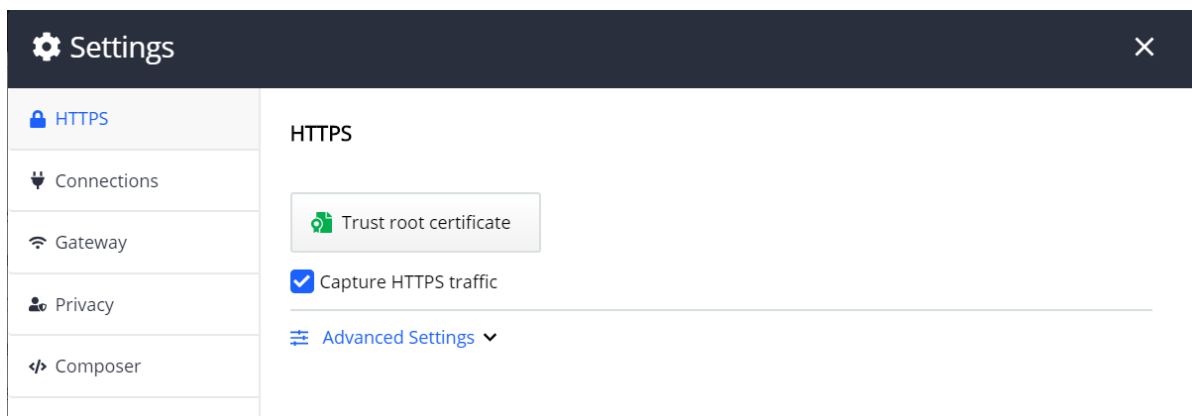 Settings
HTTPS
Connections
Gateway
Privacy
Composer
HTTPS
Trust root certificate
Capture HTTPS traffic
Advanced Settings